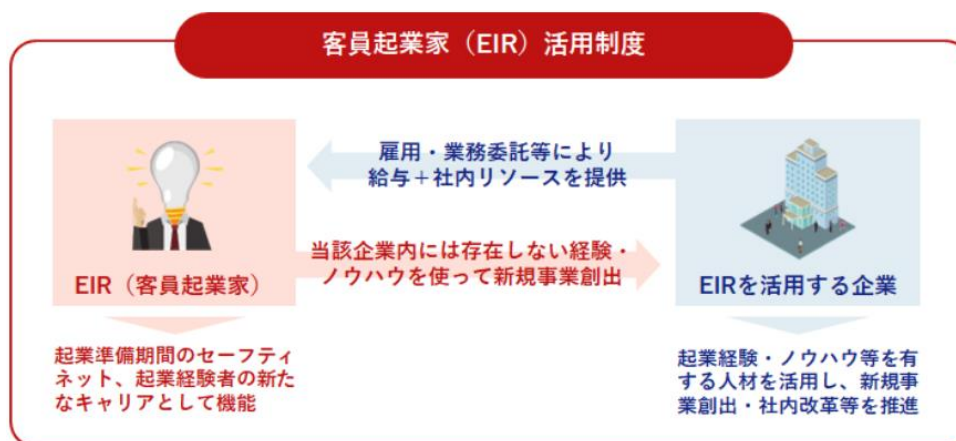 客員起業家（EIR）活用制度
雇用・業務委託等により
給与＋社内リソースを提供
当該企業内には存在しない経験・
ノウハウを使って新規事業創出
EIR（客員起業家）
EIRを活用する企業
起業準備期間のセーフティ
ネット、起業経験者の新た
なキャリアとして機能
起業経験・ノウハウ等を有
する人材を活用し、新規事
業創出・社内改革等を推進